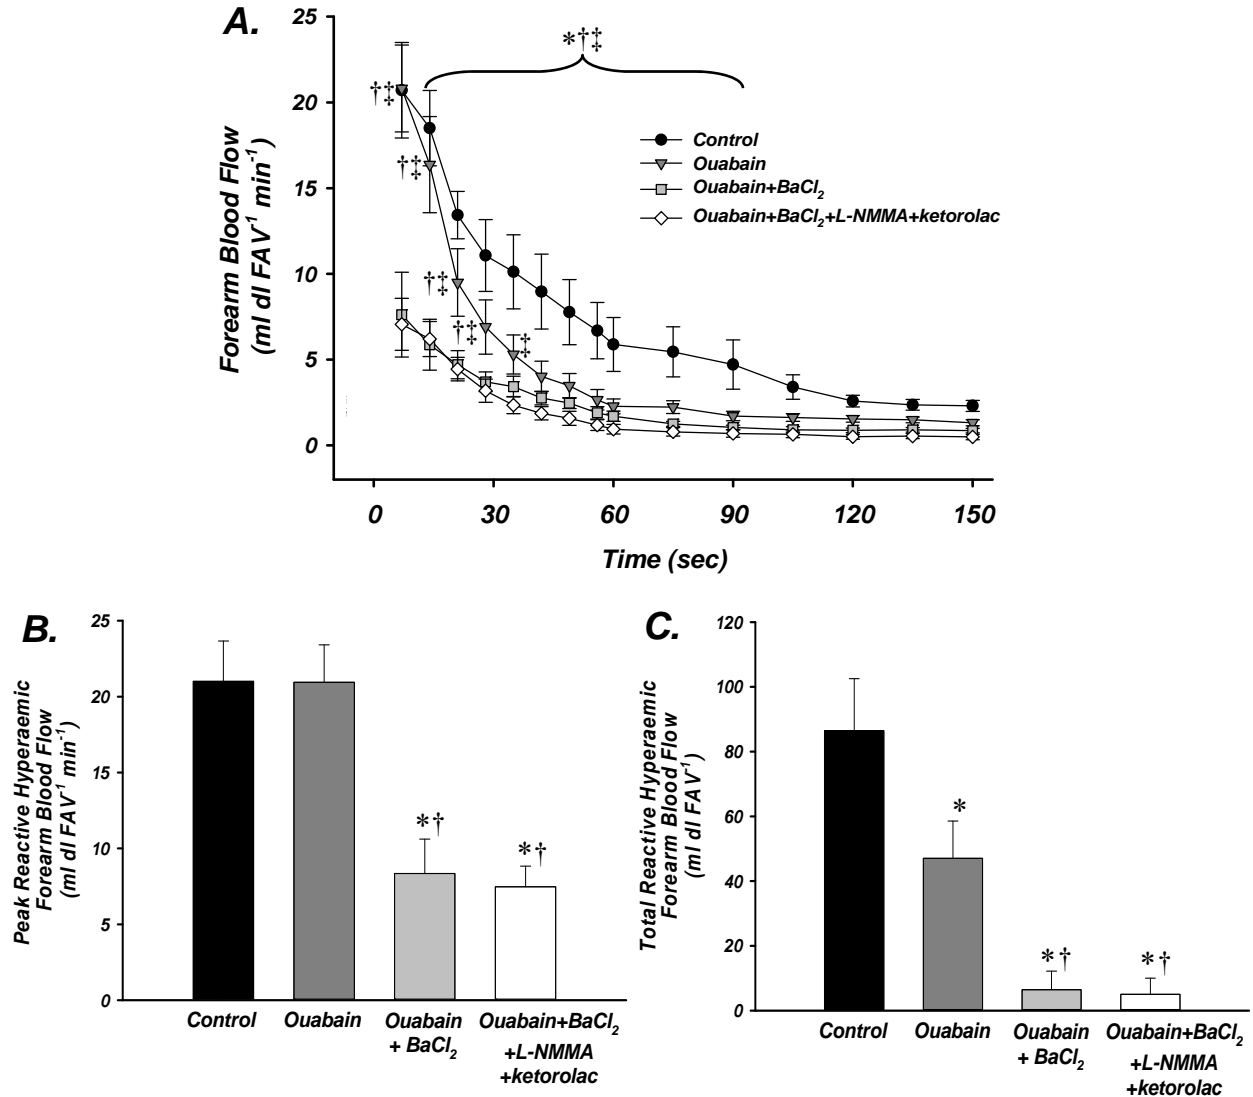 A.
25
20
15
10
5
0
Forearm Blood Flow
(ml dl FAV⁻¹ min⁻¹)
*†‡
†‡
†‡
†‡
†‡
‡
Control
Ouabain
Ouabain+BaCl₂
Ouabain+BaCl₂+L-NMMA+ketorolac
0 30 60 90 120 150
Time (sec)
B.
25
20
15
10
5
0
Peak Reactive Hyperaemic
Forearm Blood Flow
(ml dl FAV⁻¹ min⁻¹)
*†
*†
Control Ouabain Ouabain Ouabain+BaCl₂
+ BaCl₂ +L-NMMA
+ketorolac
C.
120
100
80
60
40
20
0
Total Reactive Hyperaemic
Forearm Blood Flow
(ml dl FAV⁻¹)
*
*†
*†
Control Ouabain Ouabain Ouabain+BaCl₂
+ BaCl₂ +L-NMMA
+ketorolac